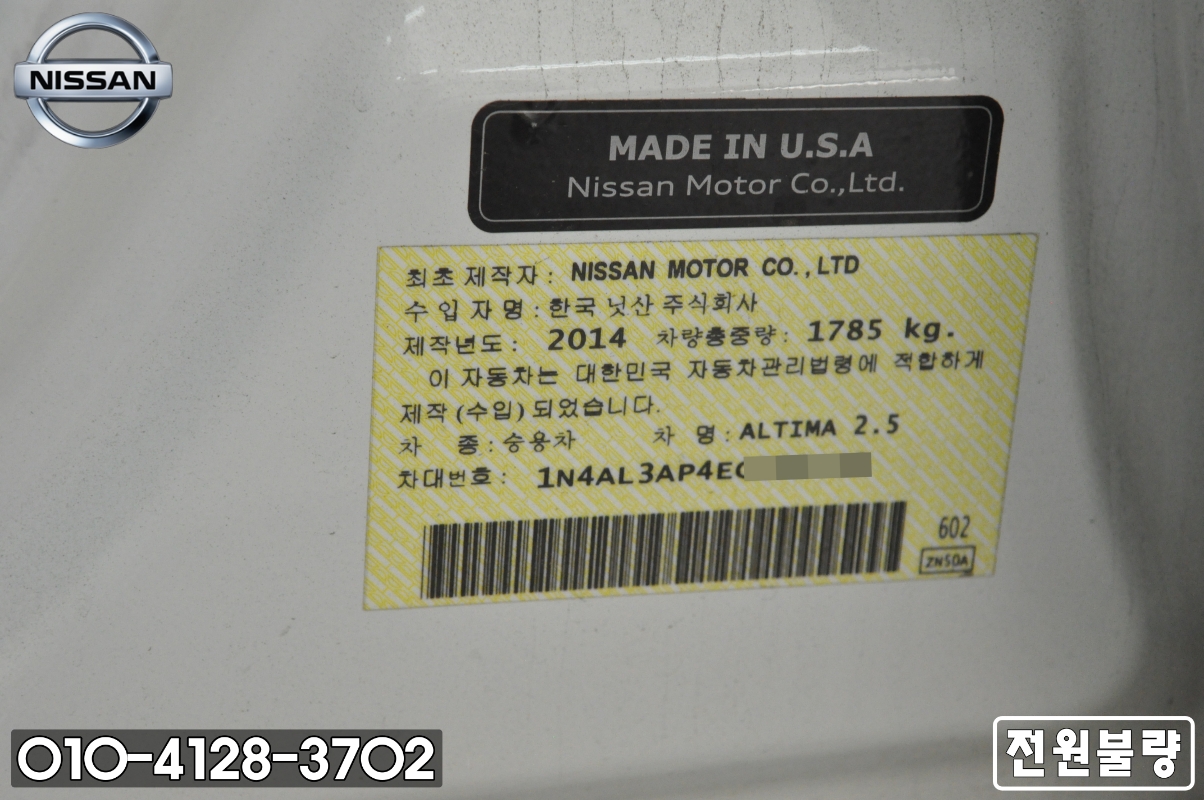 NISSAN
MADE IN U.S.A
Nissan Motor Co.,Ltd.
최초 제작자 : NISSAN MOTOR CO.,LTD
수 입 자 명 : 한국 닛산 주식회사
제작년도 : 2014 차량총중량 : 1785 kg.
이 자동차는 대한민국 자동차관리법령에 적합하게
제작 (수입) 되었습니다.
차 종 : 승용차 차 명 : ALTIMA 2.5
차대번호 : 1N4AL3AP4EC
602
ZN50A
010-4128-3702
전원불량